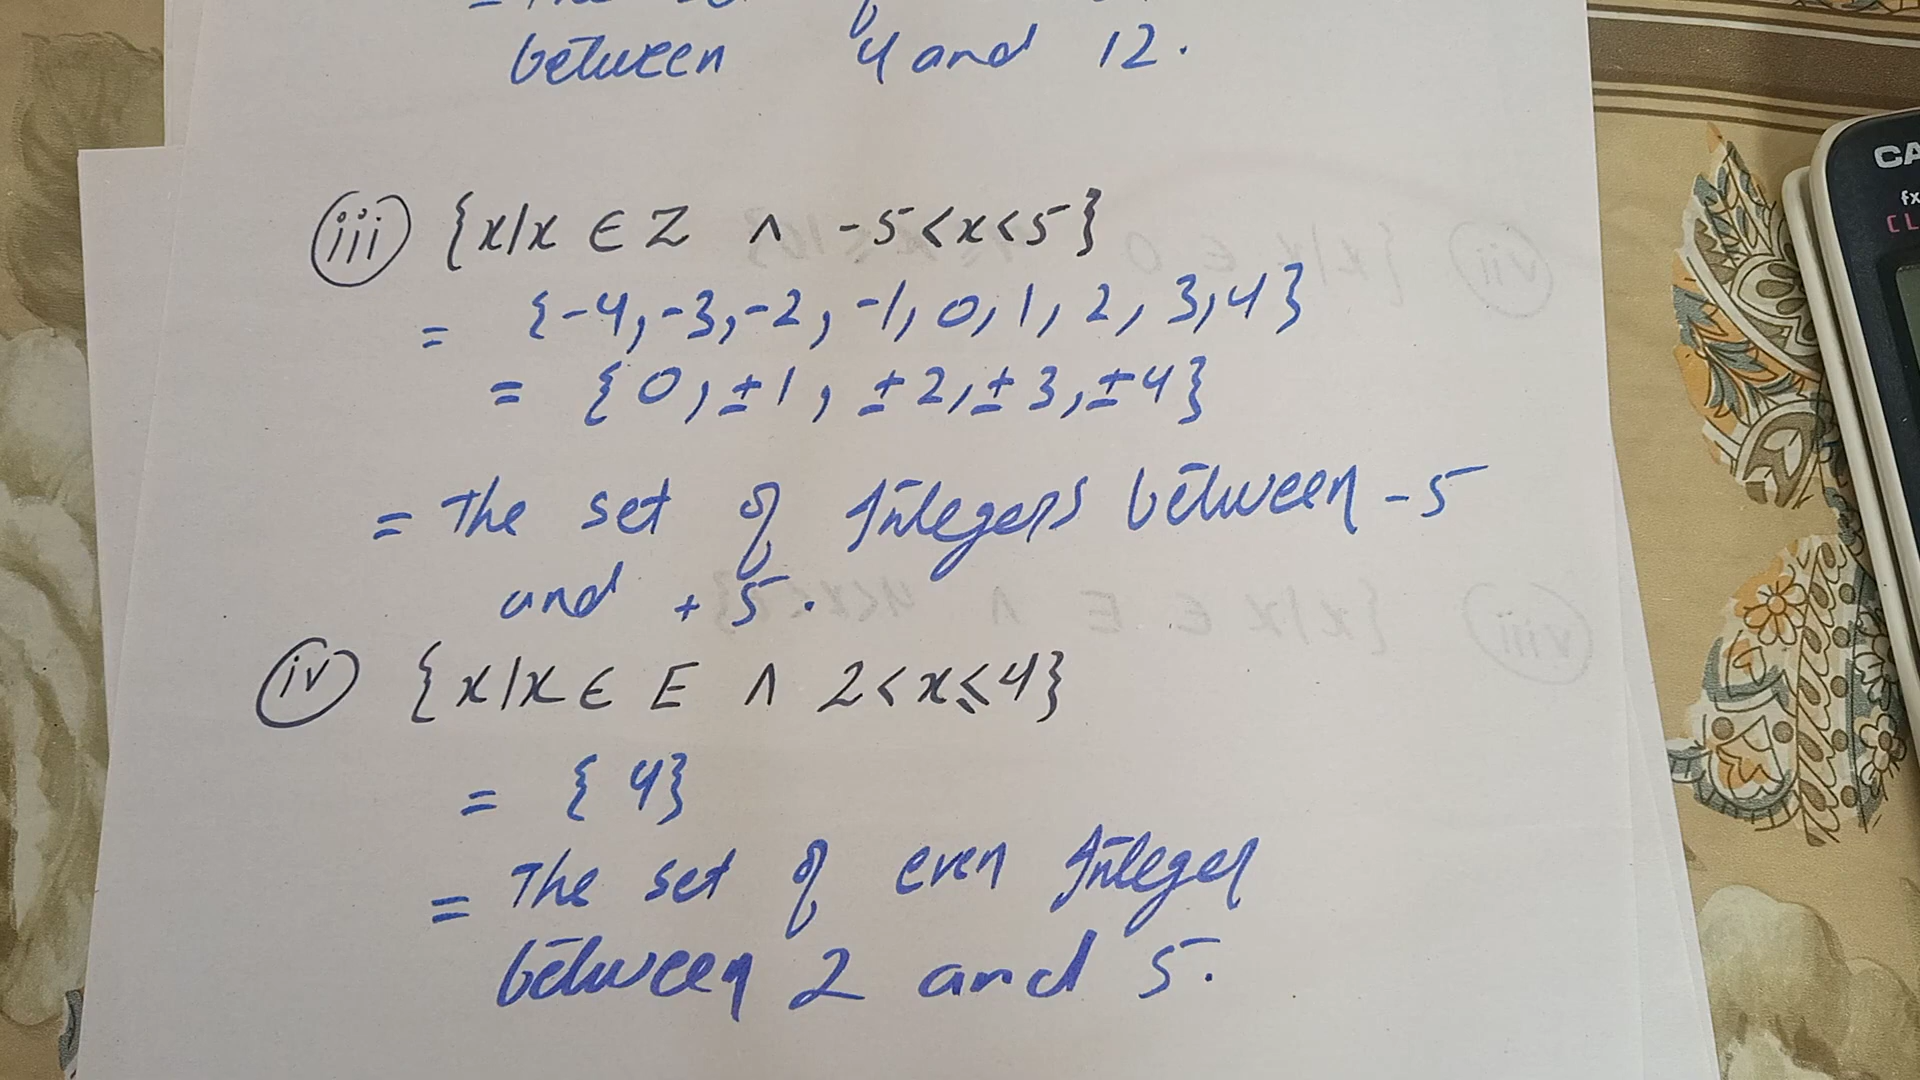 between 4 and 12.
(iii) {x/x ∈ Z ∧ -5<x<5}
= {-4,-3,-2,-1,0,1,2,3,4}
= {0,±1,±2,±3,±4}
= The set of Integers between -5
and +5.
(iv) {x/x ∈ E ∧ 2<x≤4}
= {4}
= The set of even Integer
between 2 and 5.
CA
fx
CL